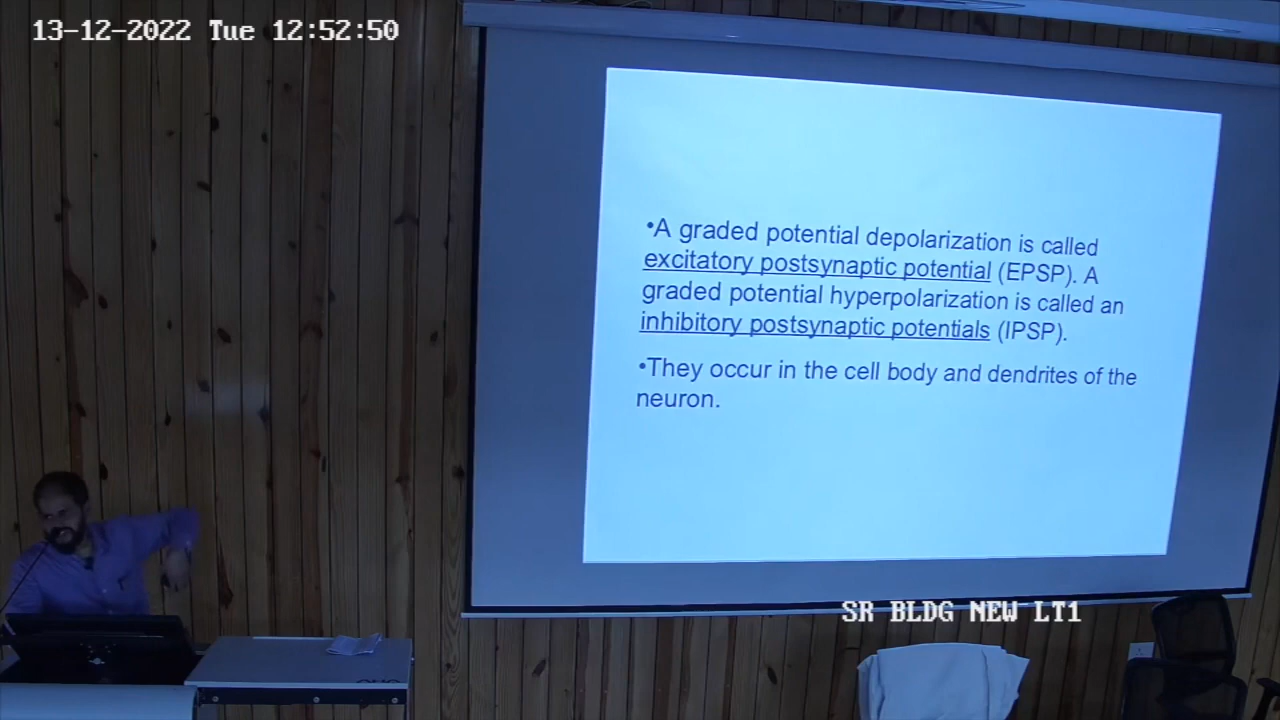 13-12-2022 Tue 12:52:50
•A graded potential depolarization is called
excitatory postsynaptic potential (EPSP). A
graded potential hyperpolarization is called an
inhibitory postsynaptic potentials (IPSP).
•They occur in the cell body and dendrites of the
neuron.
SR BLDG NEW LT1